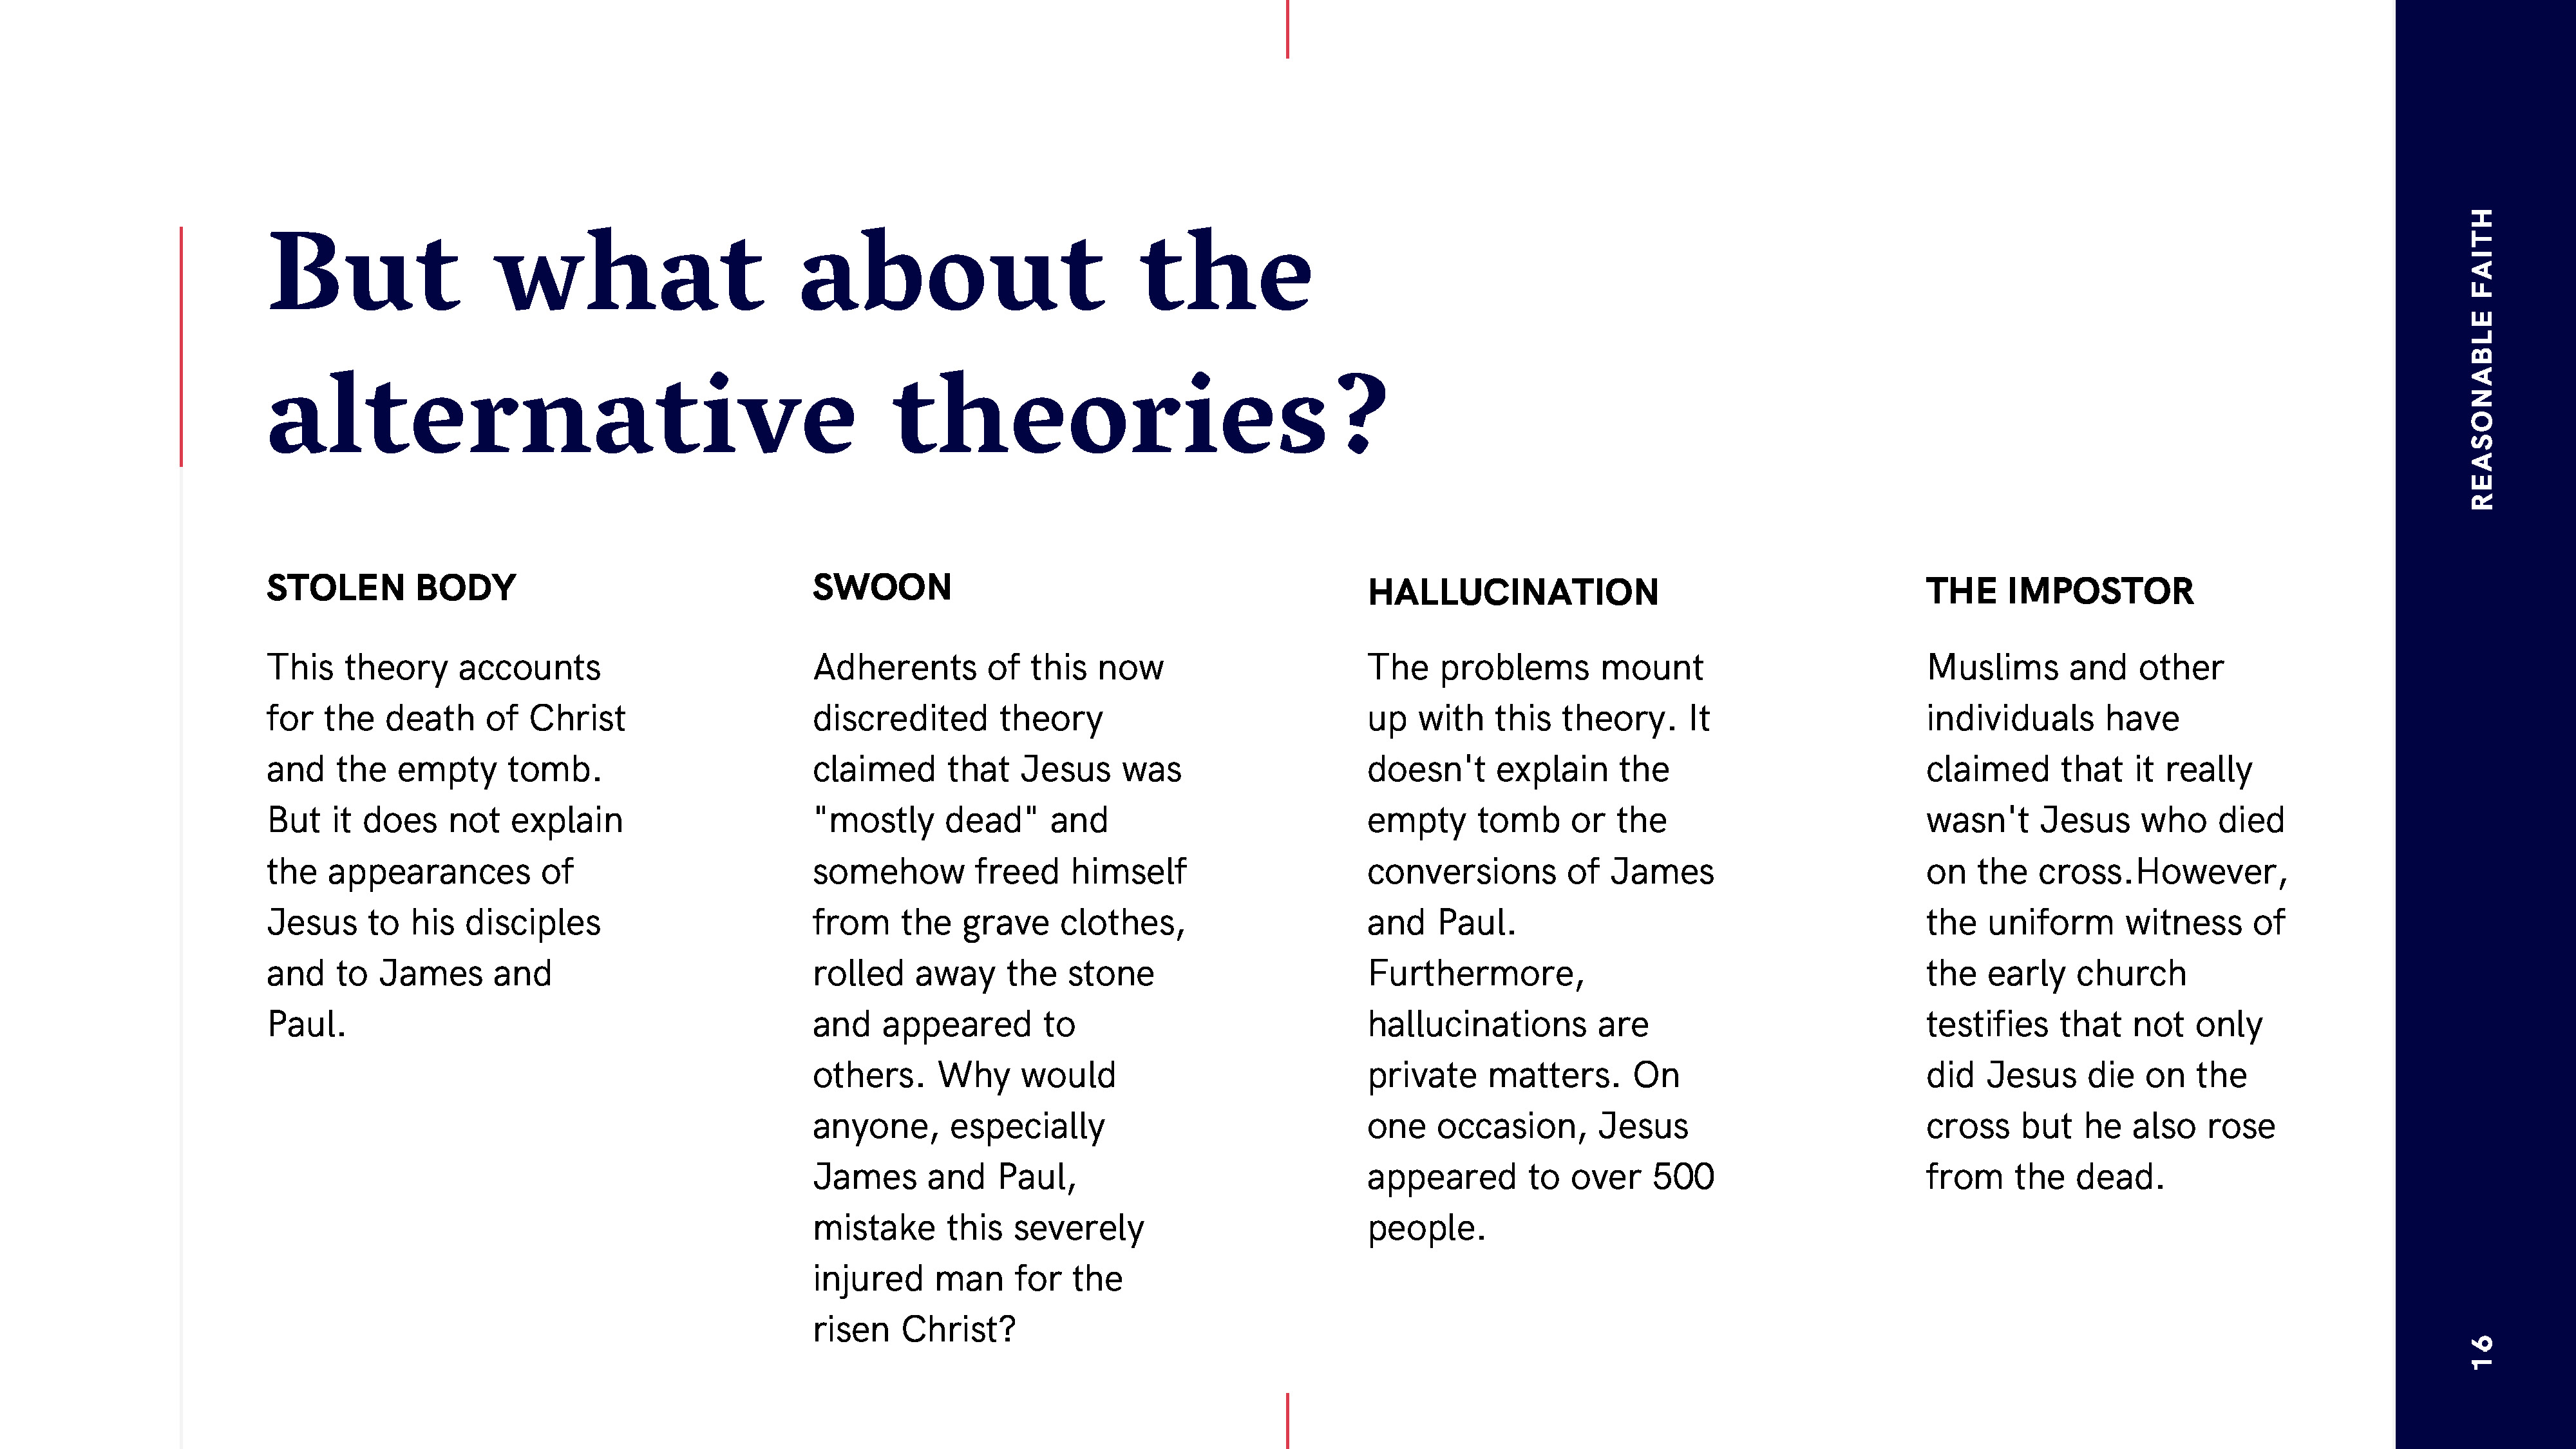 But what about the
alternative theories?
STOLEN BODY
This theory accounts
for the death of Christ
and the empty tomb.
But it does not explain
the appearances of
Jesus to his disciples
and to James and
Paul.
SWOON
Adherents of this now
discredited theory
claimed that Jesus was
"mostly dead" and
somehow freed himself
from the grave clothes,
rolled away the stone
and appeared to
others. Why would
anyone, especially
James and Paul,
mistake this severely
injured man for the
risen Christ?
HALLUCINATION
The problems mount
up with this theory. It
doesn't explain the
empty tomb or the
conversions of James
and Paul.
Furthermore,
hallucinations are
private matters. On
one occasion, Jesus
appeared to over 500
people.
THE IMPOSTOR
Muslims and other
individuals have
claimed that it really
wasn't Jesus who died
on the cross.However,
the uniform witness of
the early church
testifies that not only
did Jesus die on the
cross but he also rose
from the dead.
REASONABLE FAITH
16